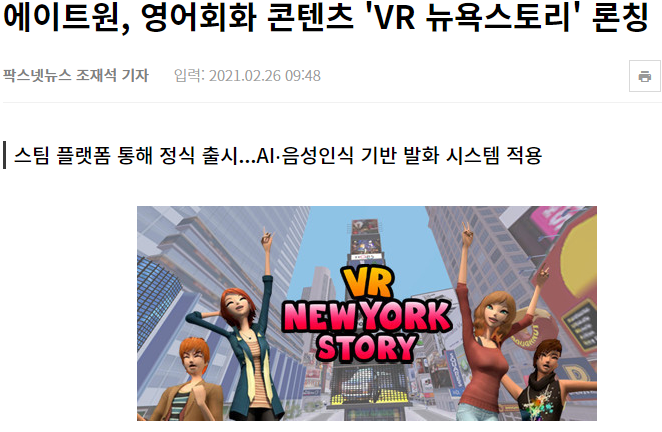 에이트원, 영어회화 콘텐츠 'VR 뉴욕스토리' 론칭
팍스넷뉴스 조재석 기자 입력: 2021.02.26 09:48
스팀 플랫폼 통해 정식 출시...AI·음성인식 기반 발화 시스템 적용
VR
NEW YORK
STORY